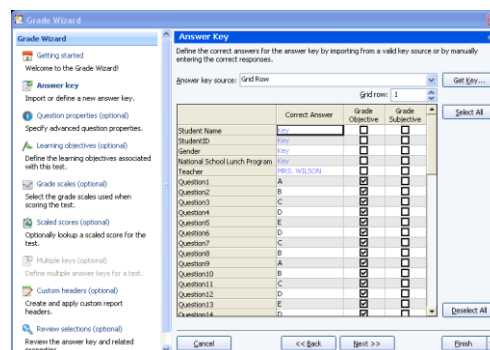 Grade Wizard
Grade Wizard
Getting started
Welcome to the Grade Wizard!
Answer key
Import or define a new answer key.
Question properties (optional)
Specify advanced question properties.
Learning objectives (optional)
Define the learning objectives associated
with this test.
Grade scales (optional)
Select the grade scales used when
scoring the test.
Scaled scores (optional)
Optionally lookup a scaled score for the
test.
Multiple keys (optional)
Define multiple answer keys for a test.
Custom headers (optional)
Create and apply custom report
headers.
Review selections (optional)
Review the answer key and related
properties.
Answer Key
Define the correct answers for the answer key by importing from a valid key source or by manually
entering the correct responses.
Answer key source: Grid Row
Get Key...
Grid row: 1
Select All
Correct Answer Grade Objective Grade Subjective
Student Name Key
StudentID Key
Gender Key
National School Lunch Program Key
Teacher MRS. WILSON
Question1 A
Question2 B
Question3 C
Question4 D
Question5 E
Question6 D
Question7 C
Question8 B
Question9 A
Question10 B
Question11 C
Question12 D
Question13 E
Question14 D
Deselect All
Cancel << Back Next >> Finish